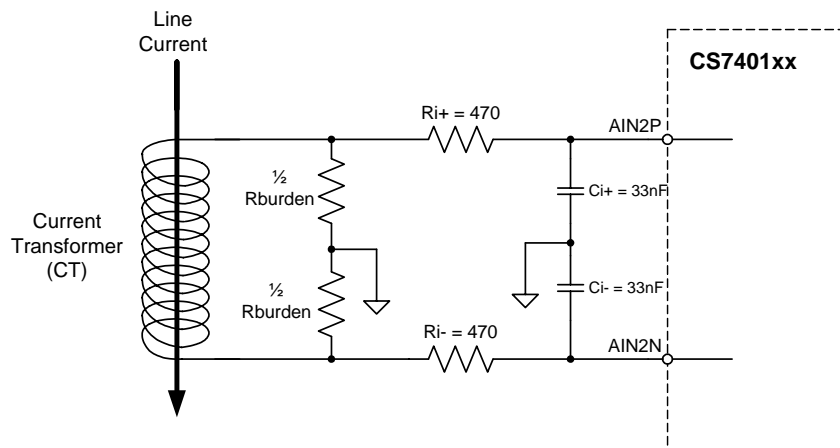 Line
Current
CS7401xx
Ri+ = 470
AIN2P
½
Rburden
Ci+ = 33nF
Current
Transformer
(CT)
½
Rburden
Ci- = 33nF
Ri- = 470
AIN2N